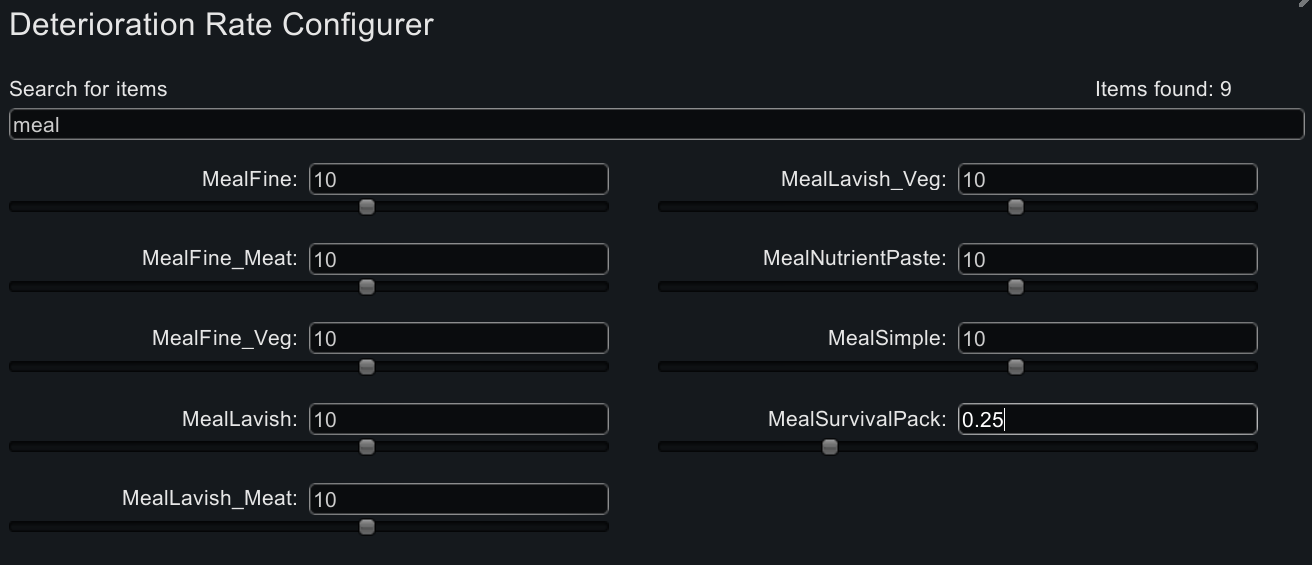 Deterioration Rate Configurer
Search for items
Items found: 9
meal
MealFine: 10
MealLavish_Veg: 10
MealFine_Meat: 10
MealNutrientPaste: 10
MealFine_Veg: 10
MealSimple: 10
MealLavish: 10
MealSurvivalPack: 0.25
MealLavish_Meat: 10